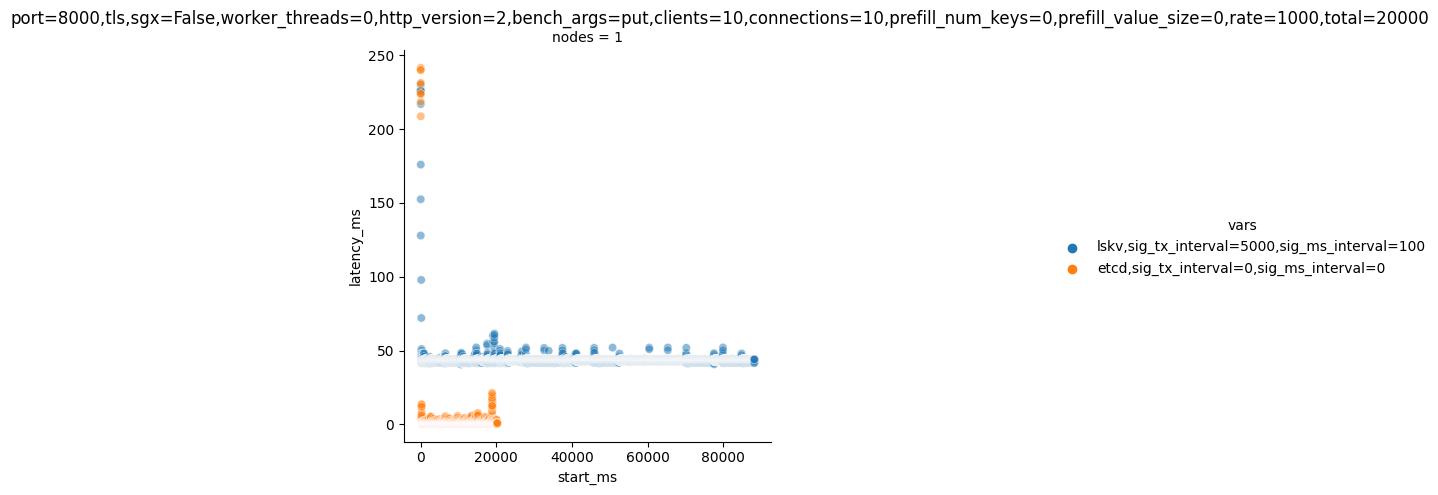 port=8000,tls,sgx=False,worker_threads=0,http_version=2,bench_args=put,clients=10,connections=10,prefill_num_keys=0,prefill_value_size=0,rate=1000,total=20000
nodes = 1
250
200
150
100
50
0
latency_ms
0 20000 40000 60000 80000
start_ms
vars
lskv,sig_tx_interval=5000,sig_ms_interval=100
etcd,sig_tx_interval=0,sig_ms_interval=0